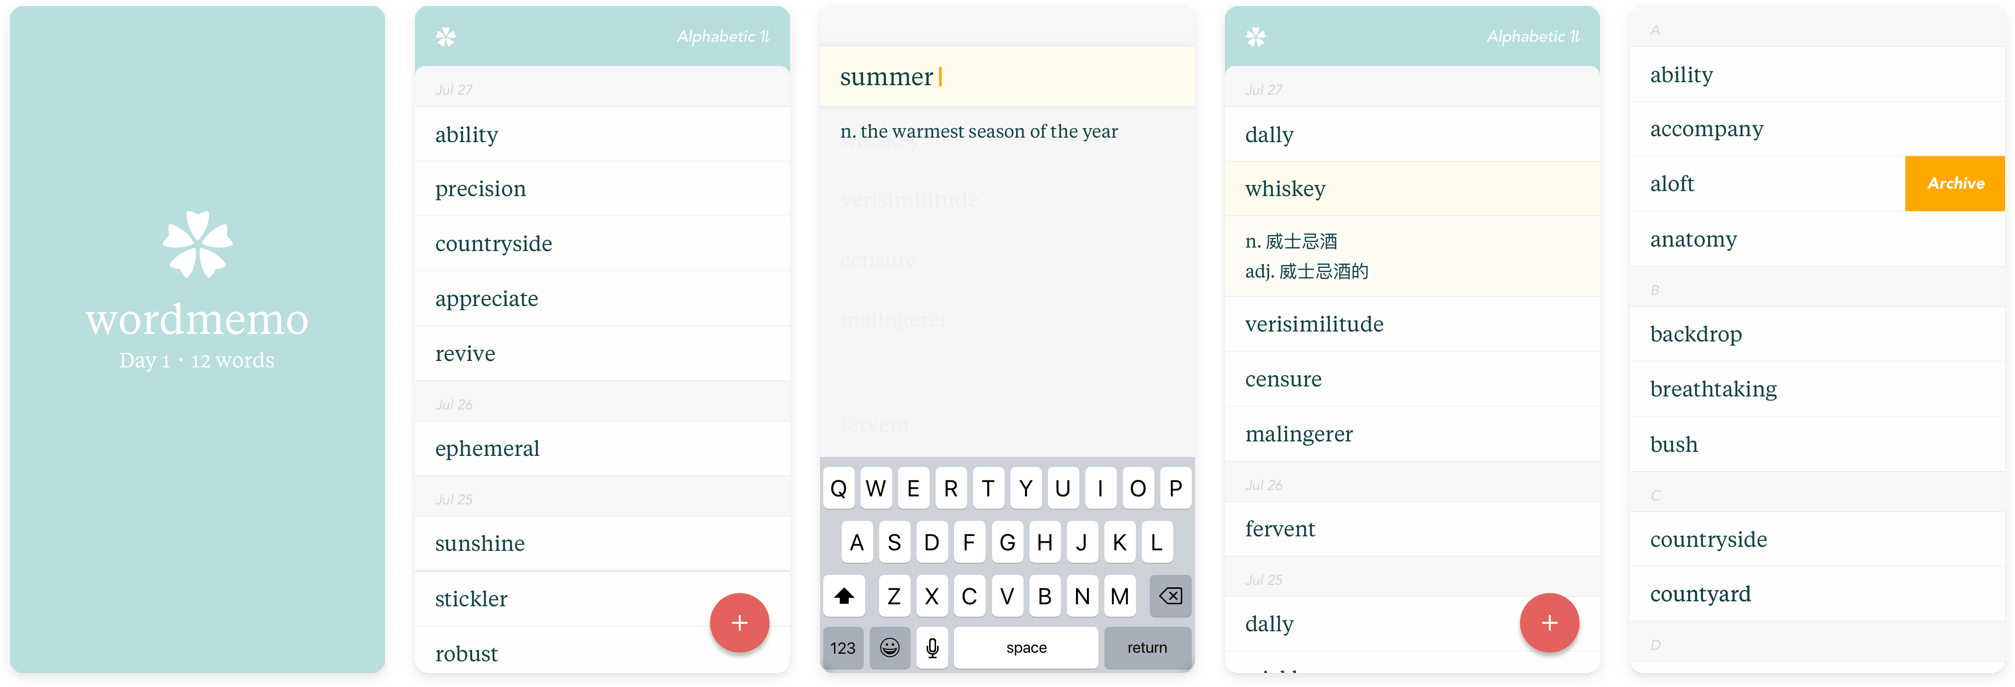 wordmemo
Day 1 · 12 words
Alphabetic
Jul 27
ability
precision
countryside
appreciate
revive
Jul 26
ephemeral
Jul 25
sunshine
stickler
robust
+
summer
n. the warmest season of the year
whiskey
verisimilitude
censure
malingerer
fervent
Q W E R T Y U I O P
A S D F G H J K L
Z X C V B N M
123 space return
Alphabetic
Jul 27
dally
whiskey
n. 威士忌酒
adj. 威士忌酒的
verisimilitude
censure
malingerer
Jul 26
fervent
Jul 25
dally
+
A
ability
accompany
aloft Archive
anatomy
B
backdrop
breathtaking
bush
C
countryside
countyard
D